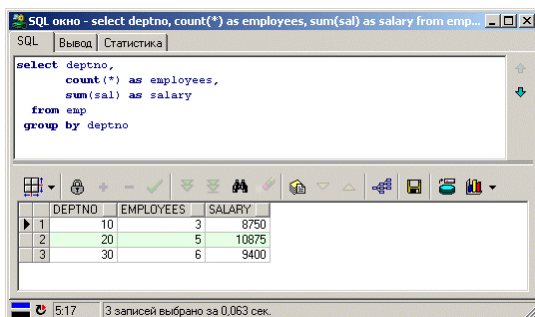 SQL окно - select deptno, count(*) as employees, sum(sal) as salary from emp...
SQL Вывод Статистика
select deptno,
count(*) as employees,
sum(sal) as salary
from emp
group by deptno
DEPTNO EMPLOYEES SALARY
1 10 3 8750
2 20 5 10875
3 30 6 9400
5:17 3 записей выбрано за 0,063 сек.